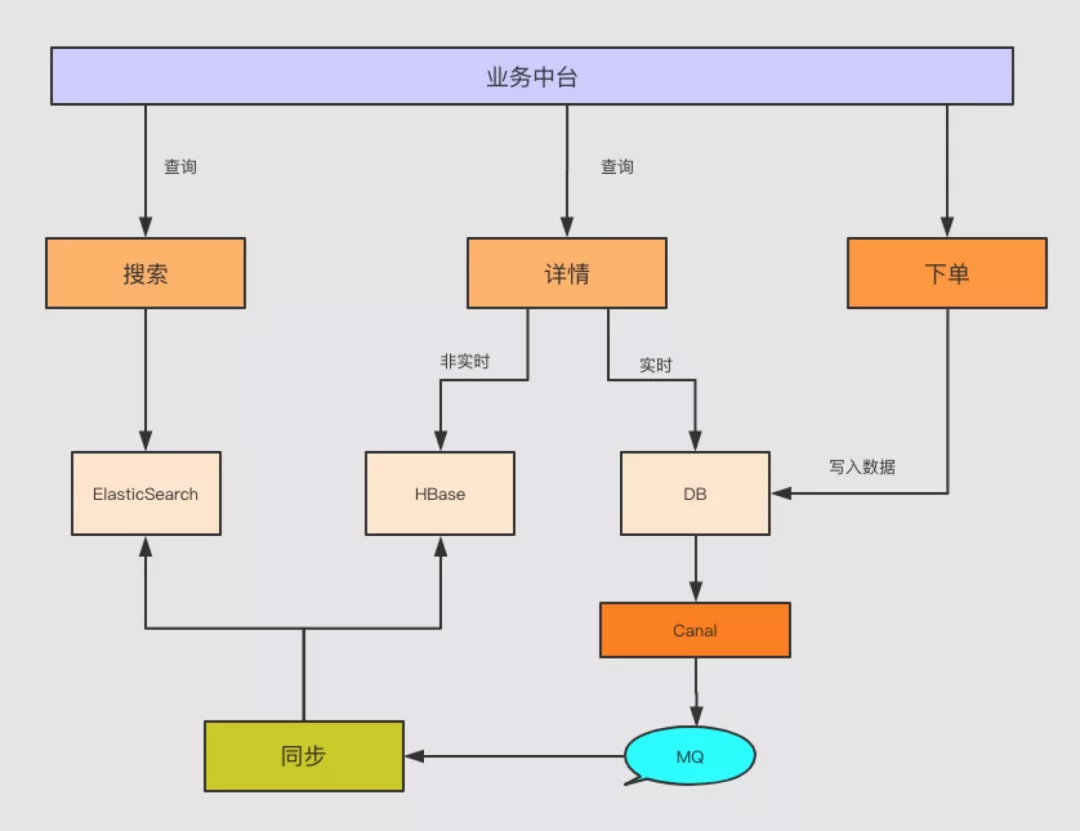 业务中台
查询
查询
搜索
详情
下单
非实时
实时
写入数据
ElasticSearch
HBase
DB
Canal
同步
MQ